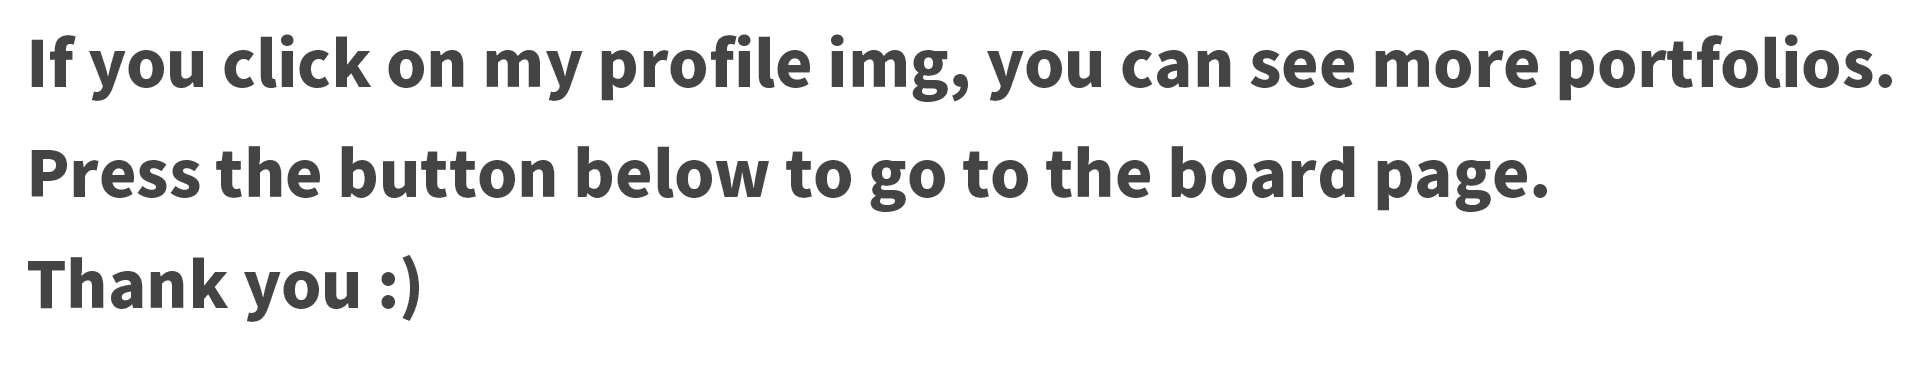 If you click on my profile img, you can see more portfolios.
Press the button below to go to the board page.
Thank you :)